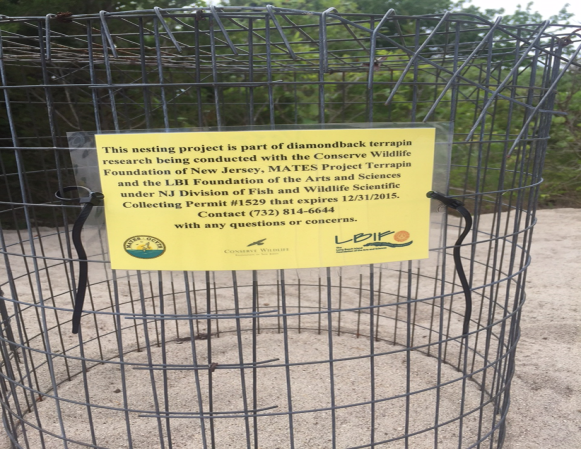 This nesting project is part of diamondback terrapin
research being conducted with the Conserve Wildlife
Foundation of New Jersey, MATES Project Terrapin
and the LBI Foundation of the Arts and Sciences
under NJ Division of Fish and Wildlife Scientific
Collecting Permit #1529 that expires 12/31/2015.
Contact (732) 814-6644
with any questions or concerns.
CONSERVE WILDLIFE
LBIF